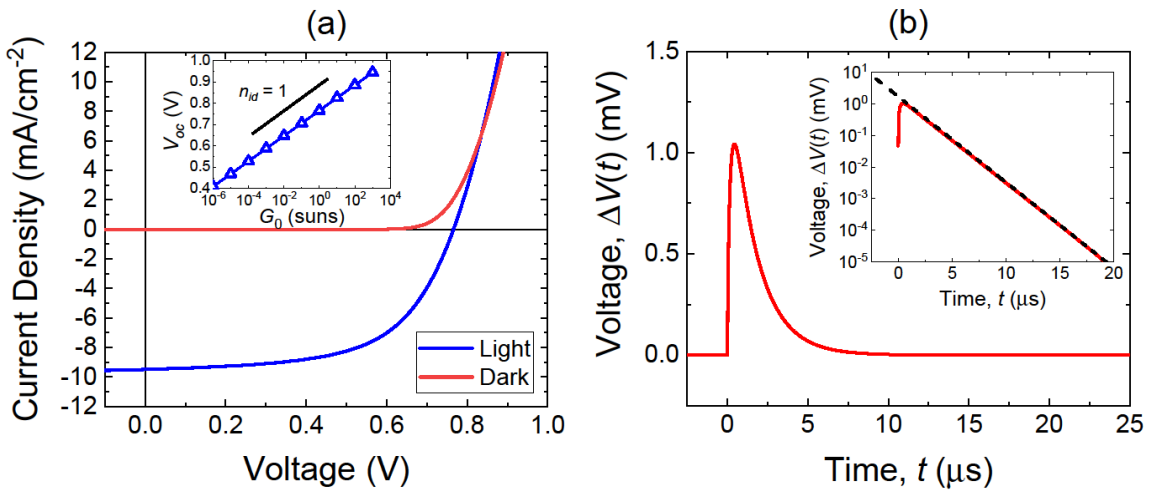 (a)
12
10
8
6
4
2
0
-2
-4
-6
-8
-10
-12
Current Density (mA/cm⁻²)
0.0 0.2 0.4 0.6 0.8 1.0
Voltage (V)
Light
Dark
1.0
0.9
0.8
0.7
0.6
0.5
0.4
V_oc (V)
n_id = 1
10⁻⁶ 10⁻⁴ 10⁻² 10⁰ 10² 10⁴
G₀ (suns)
(b)
1.5
1.0
0.5
0.0
Voltage, ΔV(t) (mV)
0 5 10 15 20 25
Time, t (μs)
10¹
10⁰
10⁻¹
10⁻²
10⁻³
10⁻⁴
10⁻⁵
Voltage, ΔV(t) (mV)
0 5 10 15 20
Time, t (μs)